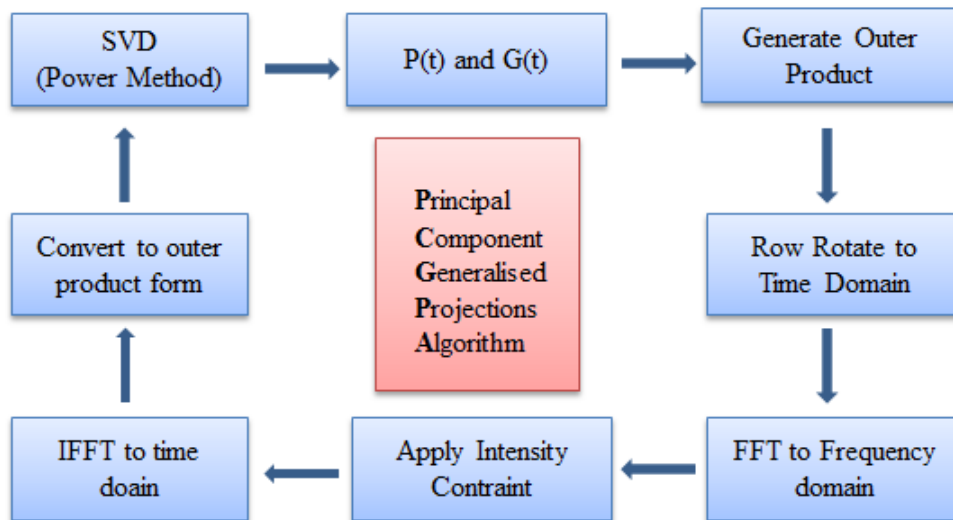 SVD
(Power Method)
P(t) and G(t)
Generate Outer
Product
Principal
Component
Generalised
Projections
Algorithm
Convert to outer
product form
Row Rotate to
Time Domain
IFFT to time
doain
Apply Intensity
Contraint
FFT to Frequency
domain